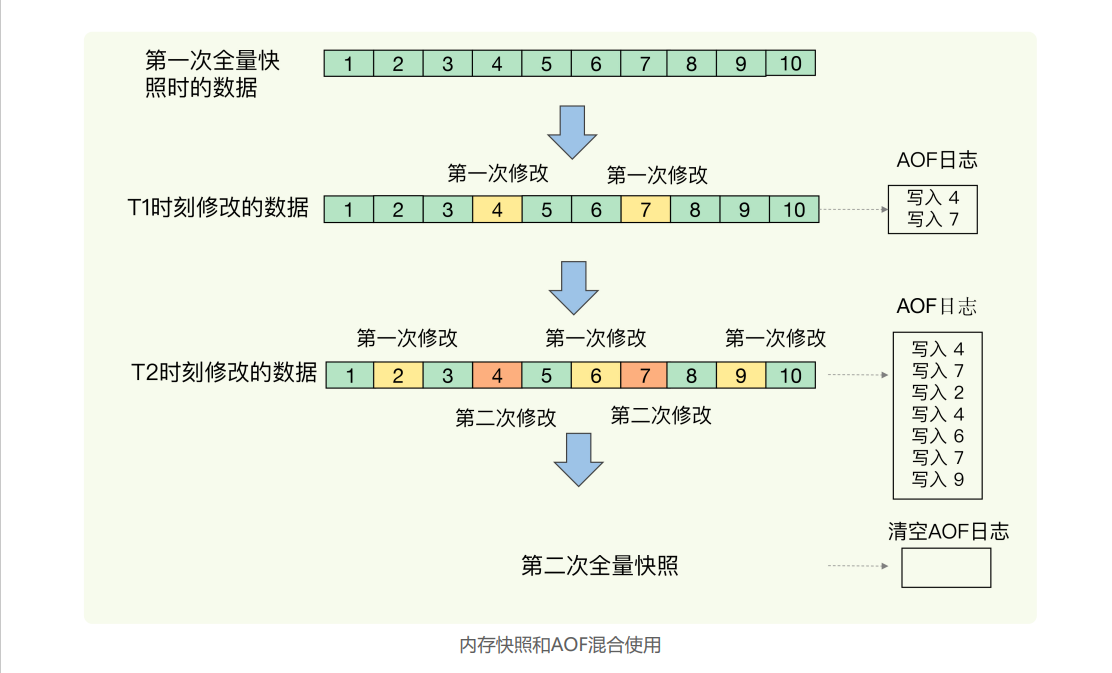 第一次全量快
照时的数据
1 2 3 4 5 6 7 8 9 10
第一次修改 第一次修改
AOF日志
T1时刻修改的数据
1 2 3 4 5 6 7 8 9 10
写入 4
写入 7
第一次修改 第一次修改 第一次修改
AOF日志
T2时刻修改的数据
1 2 3 4 5 6 7 8 9 10
写入 4
写入 7
写入 2
写入 4
写入 6
写入 7
写入 9
第二次修改 第二次修改
清空AOF日志
第二次全量快照
内存快照和AOF混合使用